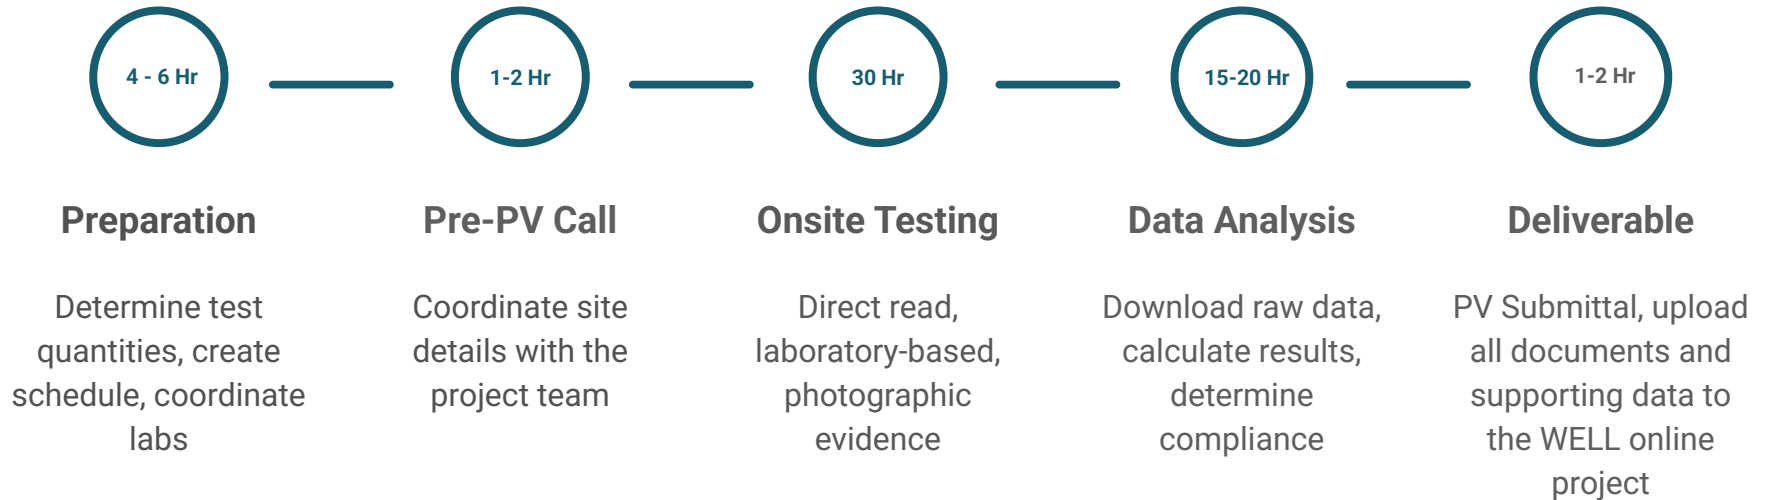 4 - 6 Hr
1-2 Hr
30 Hr
15-20 Hr
1-2 Hr
Preparation
Determine test
quantities, create
schedule, coordinate
labs
Pre-PV Call
Coordinate site
details with the
project team
Onsite Testing
Direct read,
laboratory-based,
photographic
evidence
Data Analysis
Download raw data,
calculate results,
determine
compliance
Deliverable
PV Submittal, upload
all documents and
supporting data to
the WELL online
project